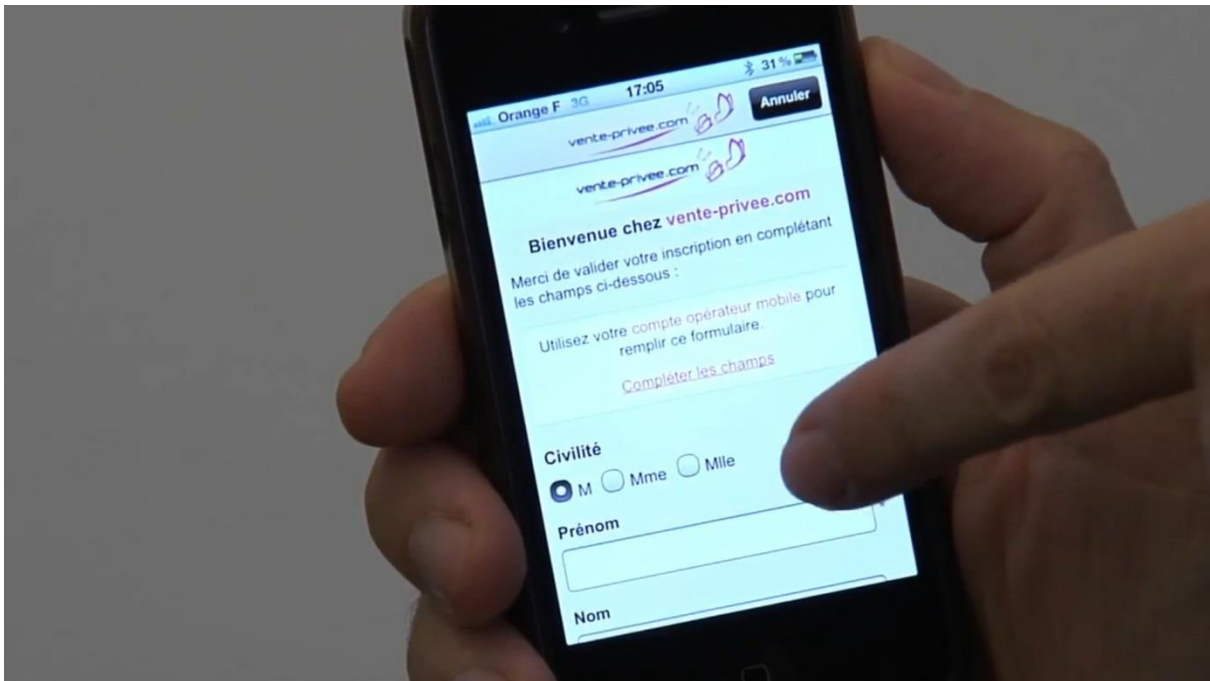 Orange F 3G 17:05 31 %
vente-privee.com Annuler
vente-privee.com
Bienvenue chez vente-privee.com
Merci de valider votre inscription en complétant
les champs ci-dessous :
Utilisez votre compte opérateur mobile pour
remplir ce formulaire.
Compléter les champs
Civilité
M Mme Mlle
Prénom
Nom